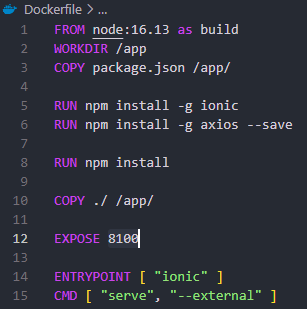 Dockerfile > ...
1 FROM node:16.13 as build
2 WORKDIR /app
3 COPY package.json /app/
4
5 RUN npm install -g ionic
6 RUN npm install -g axios --save
7
8 RUN npm install
9
10 COPY ./ /app/
11
12 EXPOSE 8100
13
14 ENTRYPOINT [ "ionic" ]
15 CMD [ "serve", "--external" ]